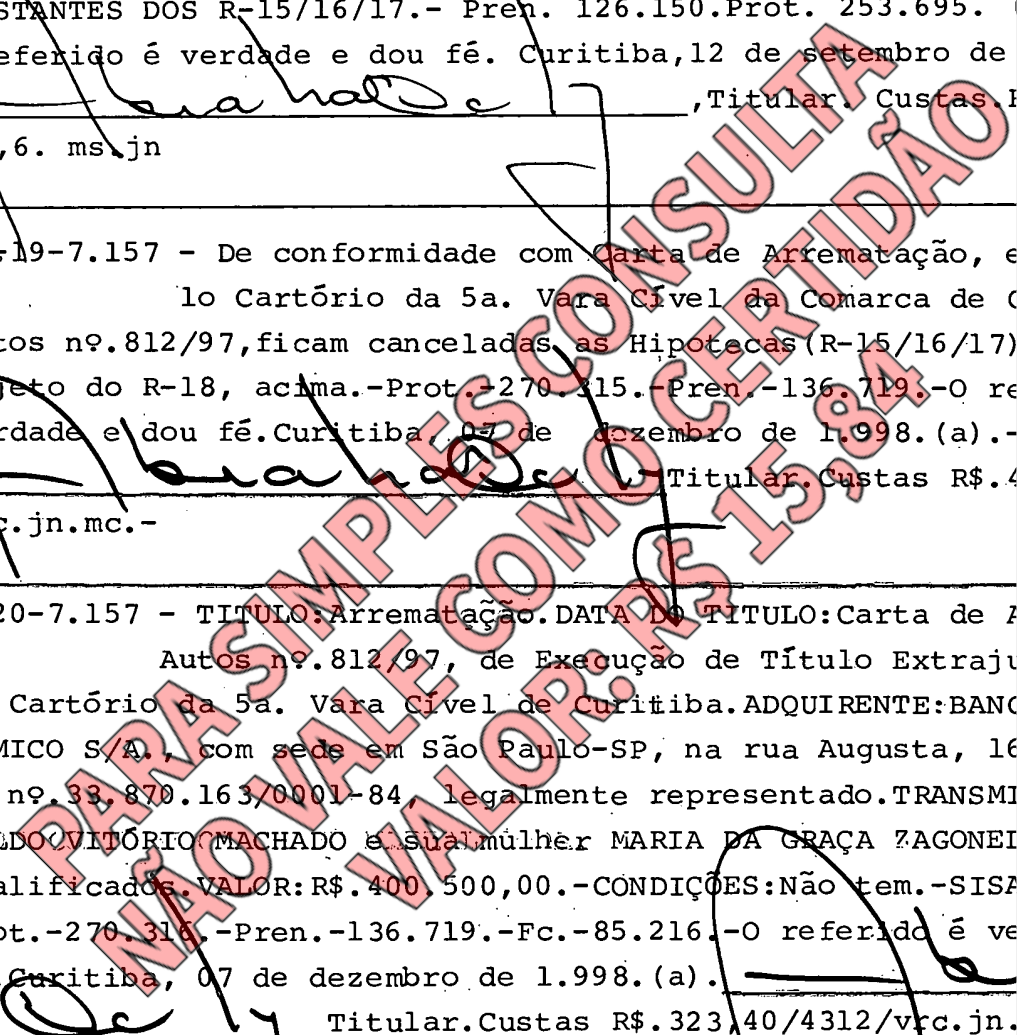 STANTES DOS R-15/16/17.- Pren. 126.150.Prot. 253.695.
eferido é verdade e dou fé. Curitiba,12 de setembro de
,Titular. Custas.
,6. ms.jn
-19-7.157 - De conformidade com Carta de Arrematação, e
lo Cartório da 5a. Vara Cível da Comarca de C
tos nº.812/97,ficam canceladas as Hipotecas(R-15/16/17)
jeto do R-18, acima.-Prot.-270.315.-Pren.-136.719.-O re
rdade e dou fé.Curitiba, 07 de dezembro de 1.998.(a).-
Titular.Custas R$.4
c.jn.mc.-
20-7.157 - TITULO:Arrematação.DATA DO TITULO:Carta de A
Autos nº.812/97, de Execução de Título Extraju
Cartório da 5a. Vara Cível de Curitiba.ADQUIRENTE:BANC
MICO S/A., com sede em São Paulo-SP, na rua Augusta, 16
nº.33.870.163/0001-84, legalmente representado.TRANSMI
LDO VITÓRIO MACHADO e sua mulher MARIA DA GRAÇA ZAGONEI
alificados.VALOR:R$.400.500,00.-CONDIÇÕES:Não tem.-SISA
ot.-270.316.-Pren.-136.719.-Fc.-85.216.-O referido é ve
Curitiba, 07 de dezembro de 1.998.(a).
Titular.Custas R$.323,40/4312/vrc.jn.
PARA SIMPLES CONSULTA
NÃO VALE COMO CERTIDÃO
VALOR: R$ 15,84